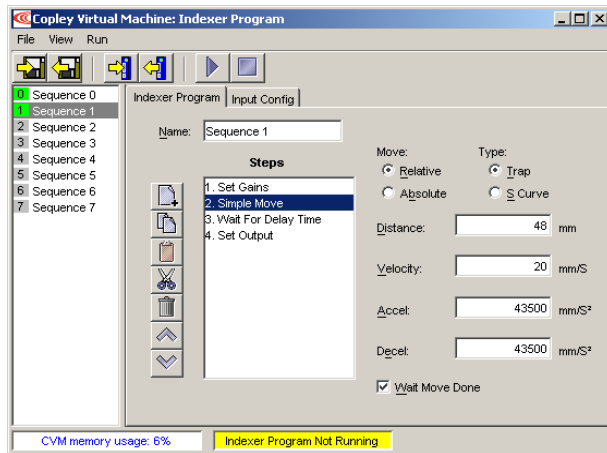 Copley Virtual Machine: Indexer Program
File View Run
0 Sequence 0
1 Sequence 1
2 Sequence 2
3 Sequence 3
4 Sequence 4
5 Sequence 5
6 Sequence 6
7 Sequence 7
Indexer Program Input Config
Name: Sequence 1
Steps
1. Set Gains
2. Simple Move
3. Wait For Delay Time
4. Set Output
Move: Type:
Relative Trap
Absolute S Curve
Distance: 48 mm
Velocity: 20 mm/S
Accel: 43500 mm/S²
Decel: 43500 mm/S²
Wait Move Done
CVM memory usage: 6% Indexer Program Not Running